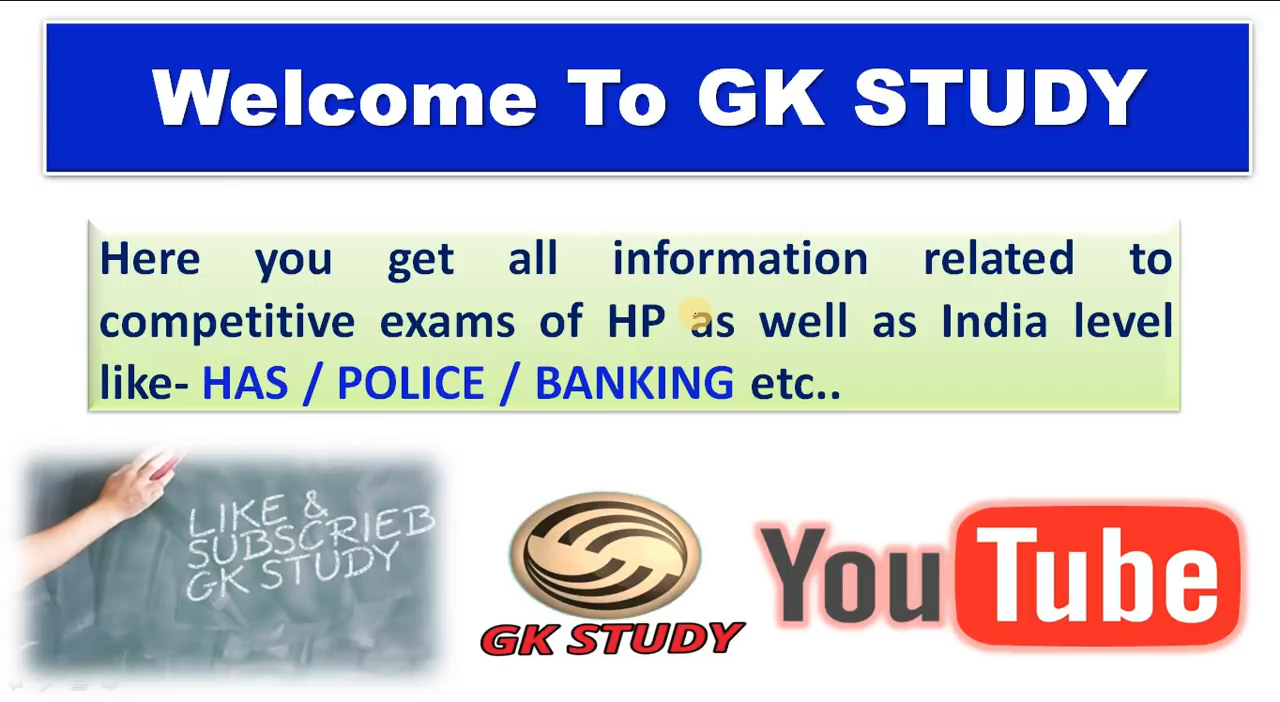 Welcome To GK STUDY
Here you get all information related to
competitive exams of HP as well as India level
like- HAS / POLICE / BANKING etc..
LIKE &
SUBSCRIEB
GK STUDY
GK STUDY
YouTube